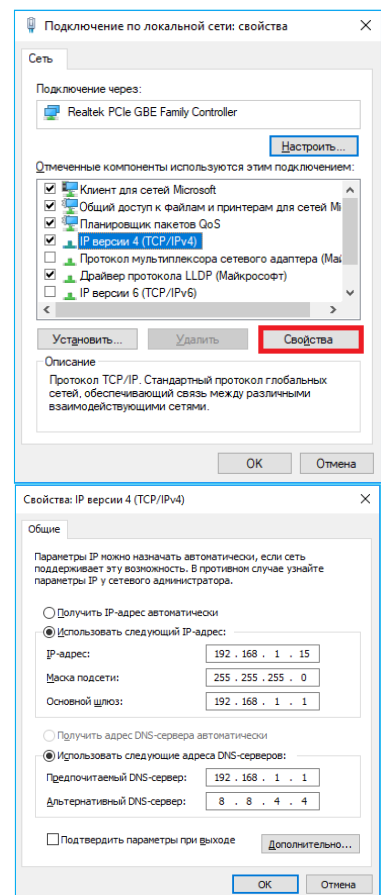 Подключение по локальной сети: свойства
Сеть
Подключение через:
Realtek PCIe GBE Family Controller
Настроить...
Отмеченные компоненты используются этим подключением:
Клиент для сетей Microsoft
Общий доступ к файлам и принтерам для сетей Mi
Планировщик пакетов QoS
IP версии 4 (TCP/IPv4)
Протокол мультиплексора сетевого адаптера (Май
Драйвер протокола LLDP (Майкрософт)
IP версии 6 (TCP/IPv6)
Установить...
Удалить
Свойства
Описание
Протокол TCP/IP. Стандартный протокол глобальных
сетей, обеспечивающий связь между различными
взаимодействующими сетями.
OK
Отмена
Свойства: IP версии 4 (TCP/IPv4)
Общие
Параметры IP можно назначать автоматически, если сеть
поддерживает эту возможность. В противном случае узнайте
параметры IP у сетевого администратора.
Получить IP-адрес автоматически
Использовать следующий IP-адрес:
IP-адрес:
192 . 168 . 1 . 15
Маска подсети:
255 . 255 . 255 . 0
Основной шлюз:
192 . 168 . 1 . 1
Получить адрес DNS-сервера автоматически
Использовать следующие адреса DNS-серверов:
Предпочитаемый DNS-сервер:
192 . 168 . 1 . 1
Альтернативный DNS-сервер:
8 . 8 . 4 . 4
Подтвердить параметры при выходе
Дополнительно...
OK
Отмена